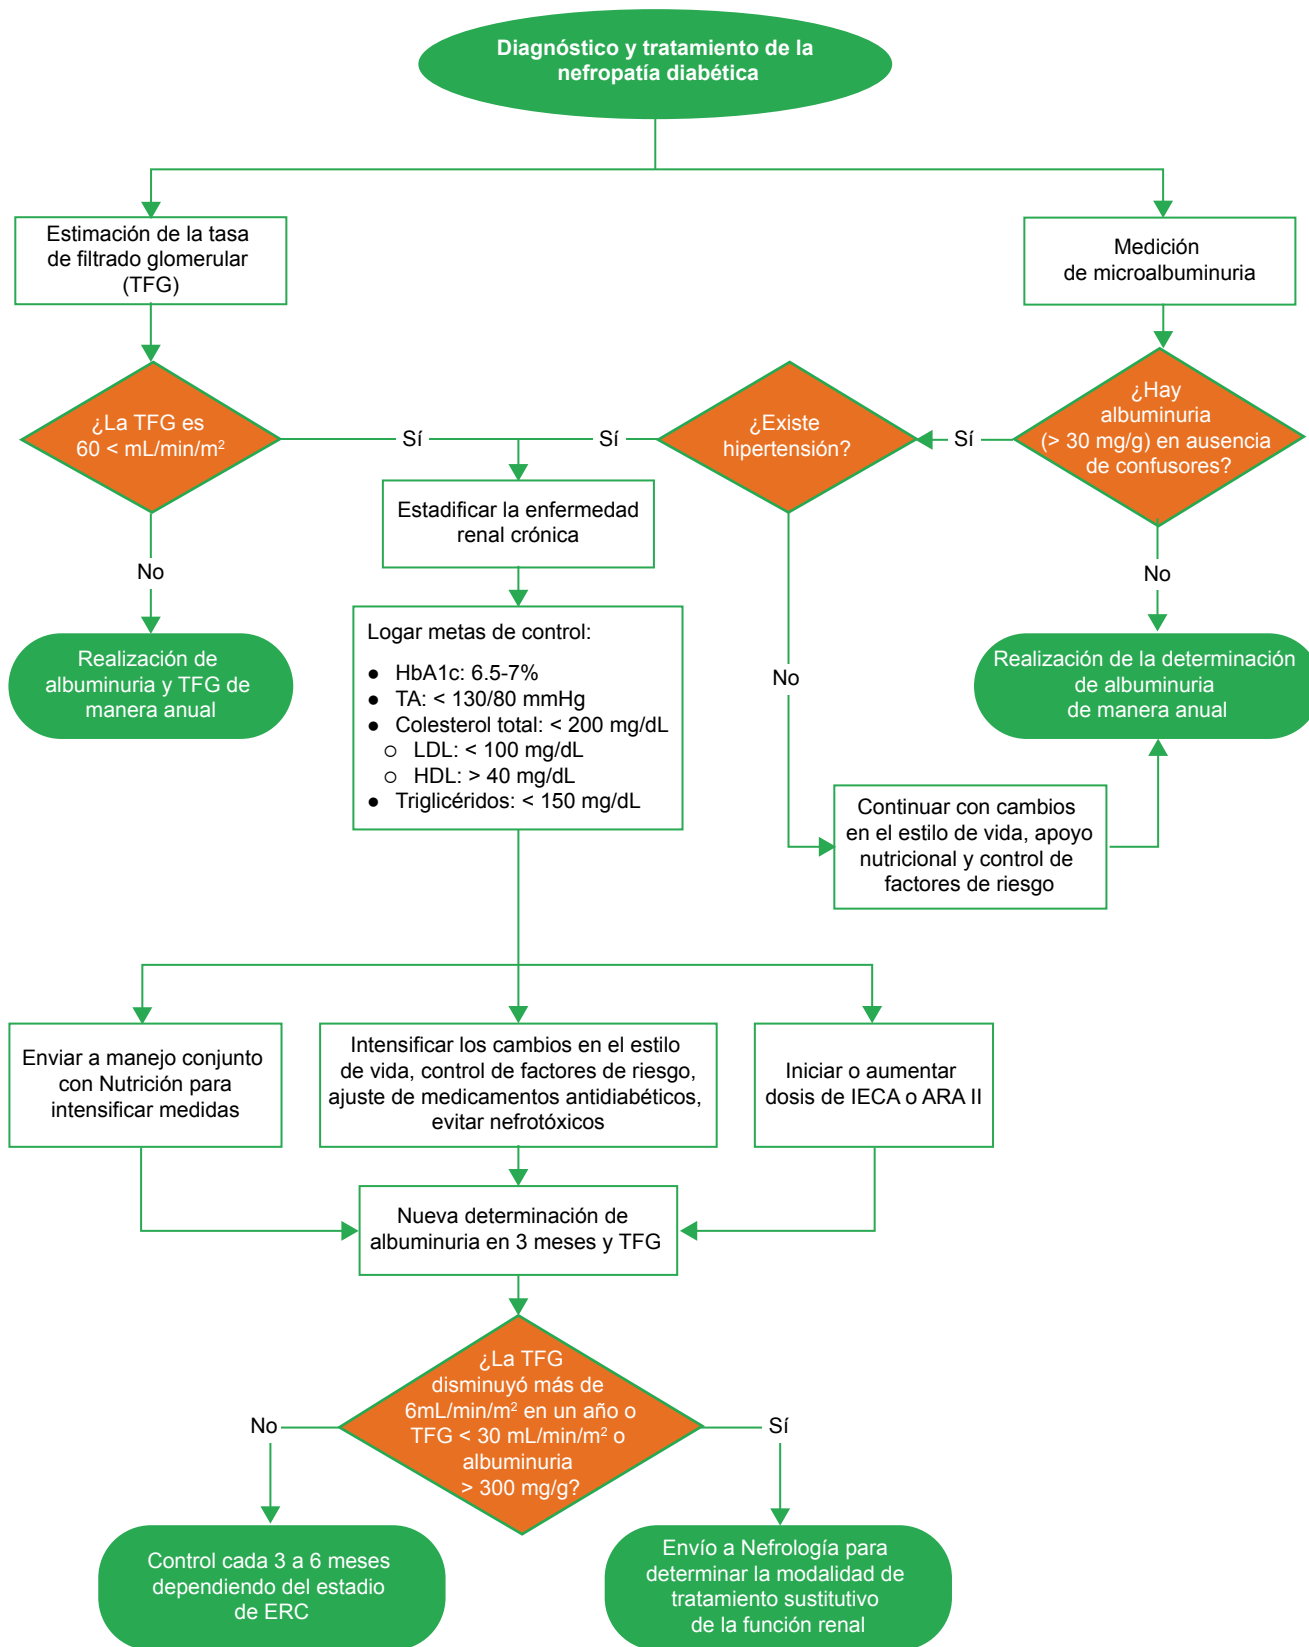 Diagnóstico y tratamiento de la
nefropatía diabética
Estimación de la tasa
de filtrado glomerular
(TFG)
Medición
de microalbuminuria
¿La TFG es
60 < mL/min/m²
Sí
Sí
¿Existe
hipertensión?
Sí
¿Hay
albuminuria
(> 30 mg/g) en ausencia
de confusores?
Estadificar la enfermedad
renal crónica
No
No
No
Realización de
albuminuria y TFG de
manera anual
Logar metas de control:
● HbA1c: 6.5-7%
● TA: < 130/80 mmHg
● Colesterol total: < 200 mg/dL
○ LDL: < 100 mg/dL
○ HDL: > 40 mg/dL
● Triglicéridos: < 150 mg/dL
Realización de la determinación
de albuminuria
de manera anual
Continuar con cambios
en el estilo de vida, apoyo
nutricional y control de
factores de riesgo
Enviar a manejo conjunto
con Nutrición para
intensificar medidas
Intensificar los cambios en el estilo
de vida, control de factores de riesgo,
ajuste de medicamentos antidiabéticos,
evitar nefrotóxicos
Iniciar o aumentar
dosis de IECA o ARA II
Nueva determinación de
albuminuria en 3 meses y TFG
¿La TFG
disminuyó más de
6mL/min/m² en un año o
TFG < 30 mL/min/m² o
albuminuria
> 300 mg/g?
No
Sí
Control cada 3 a 6 meses
dependiendo del estadio
de ERC
Envío a Nefrología para
determinar la modalidad de
tratamiento sustitutivo
de la función renal